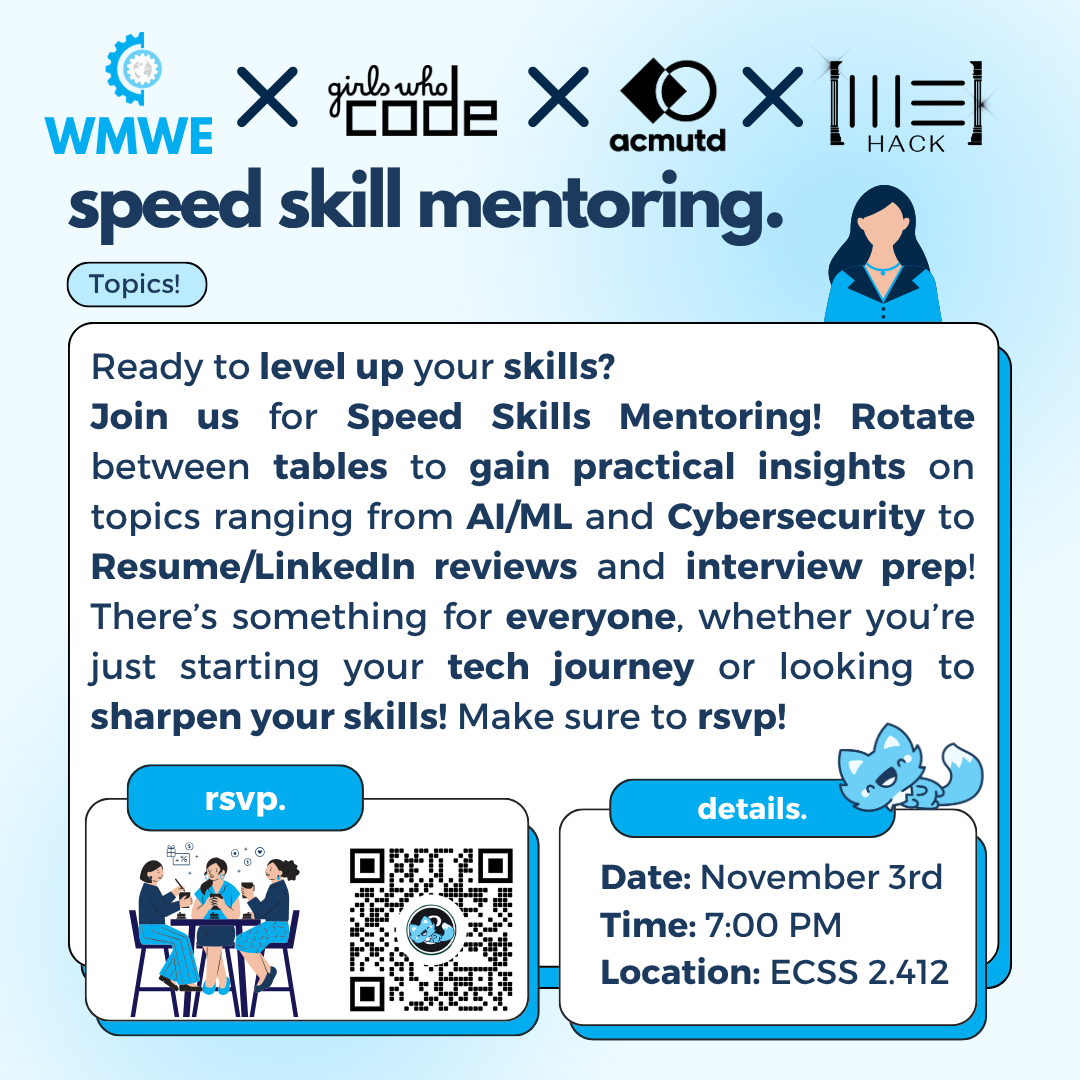 WMWE
girls who
code
acmutd
HACK
speed skill mentoring.
Topics!
Ready to level up your skills?
Join us for Speed Skills Mentoring! Rotate
between tables to gain practical insights on
topics ranging from AI/ML and Cybersecurity to
Resume/LinkedIn reviews and interview prep!
There's something for everyone, whether you're
just starting your tech journey or looking to
sharpen your skills! Make sure to rsvp!
rsvp.
details.
Date: November 3rd
Time: 7:00 PM
Location: ECSS 2.412